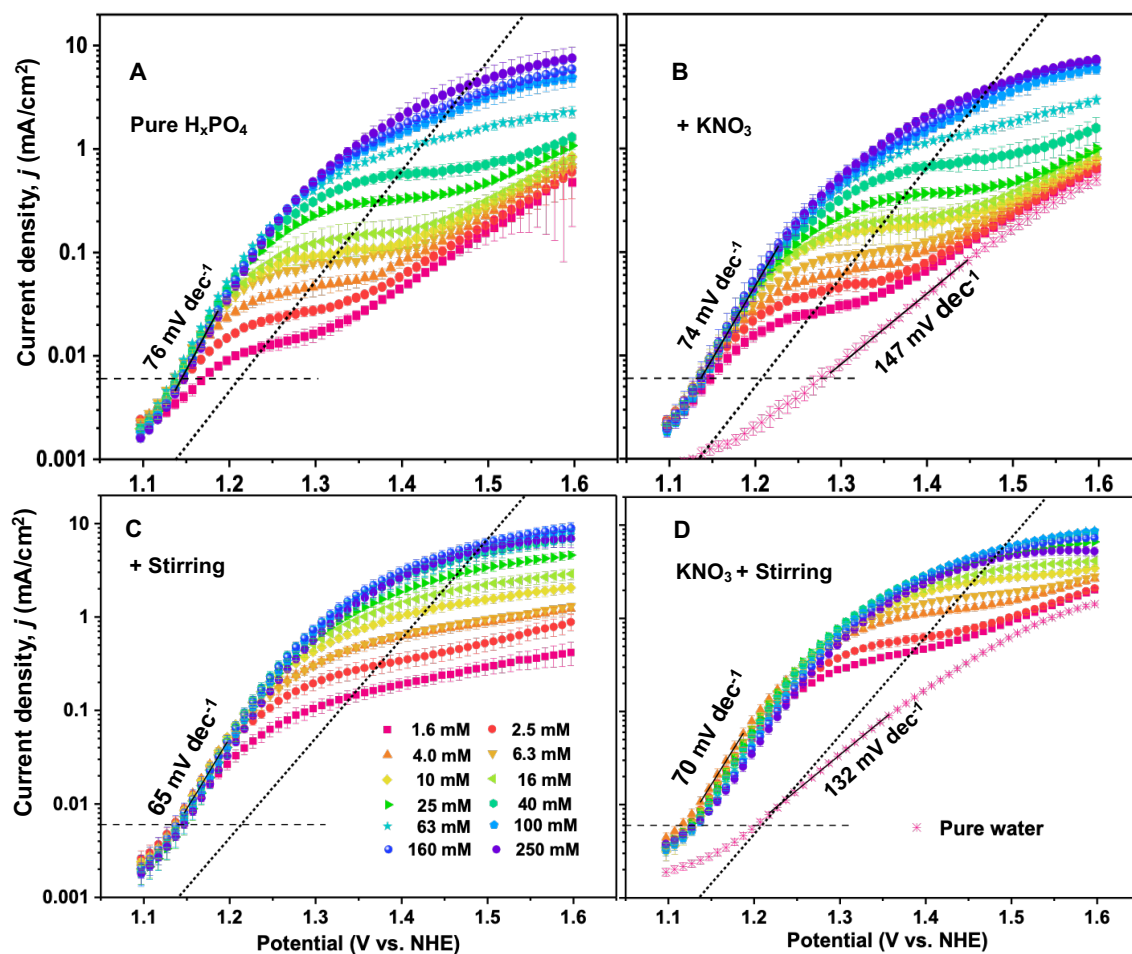 A
Pure HₓPO₄
76 mV dec⁻¹
10
1
0.1
0.01
0.001
Current density, j (mA/cm²)
1.1 1.2 1.3 1.4 1.5 1.6
B
+ KNO₃
74 mV dec⁻¹
147 mV dec⁻¹
1.1 1.2 1.3 1.4 1.5 1.6
C
+ Stirring
65 mV dec⁻¹
10
1
0.1
0.01
0.001
Current density, j (mA/cm²)
1.6 mM 2.5 mM
4.0 mM 6.3 mM
10 mM 16 mM
25 mM 40 mM
63 mM 100 mM
160 mM 250 mM
1.1 1.2 1.3 1.4 1.5 1.6
Potential (V vs. NHE)
D
KNO₃ + Stirring
70 mV dec⁻¹
132 mV dec⁻¹
Pure water
1.1 1.2 1.3 1.4 1.5 1.6
Potential (V vs. NHE)